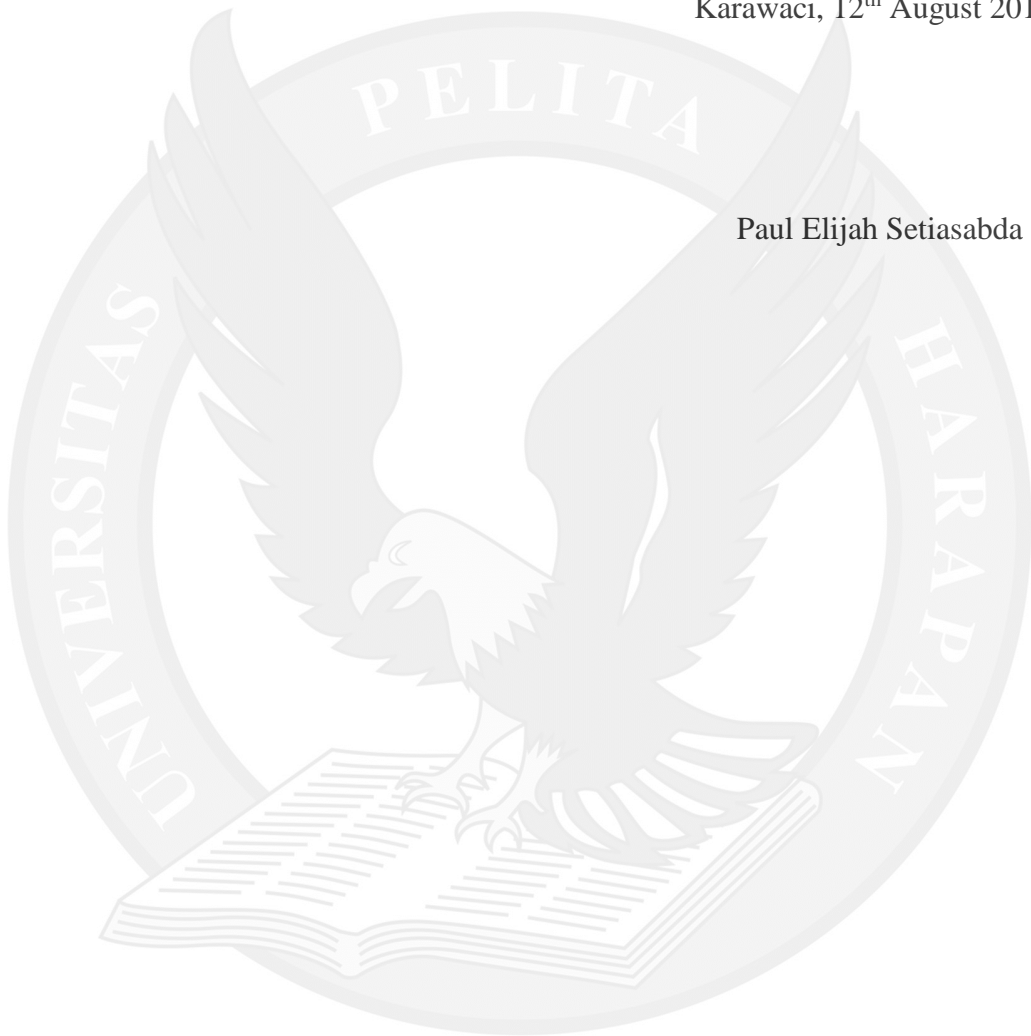 Karawaci, 12th August 201
PELITA
Paul Elijah Setiasabda
UNIVERSITAS
HARAPAN